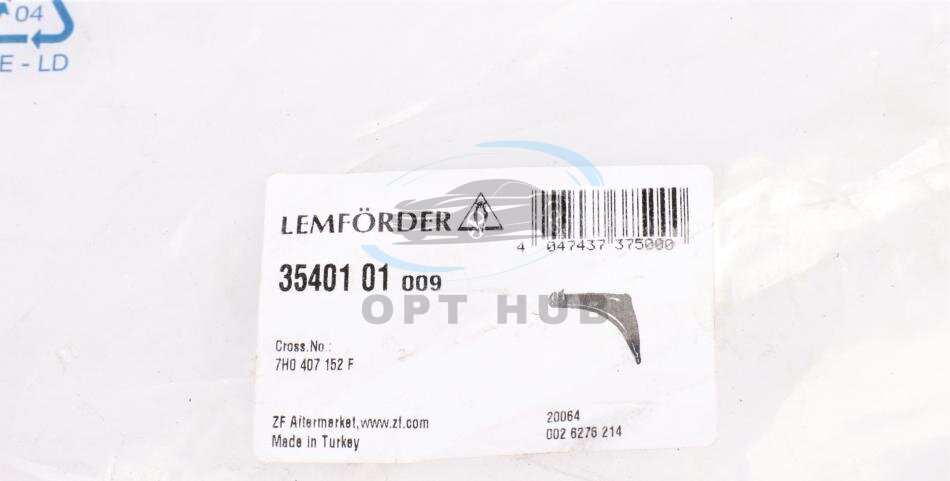 04
E - LD
LEMFÖRDER
4 047437 375000
35401 01 009
OPT HUB
Cross.No.:
7H0 407 152 F
ZF Aftermarket,www.zf.com
Made in Turkey
20064
002 6276 214